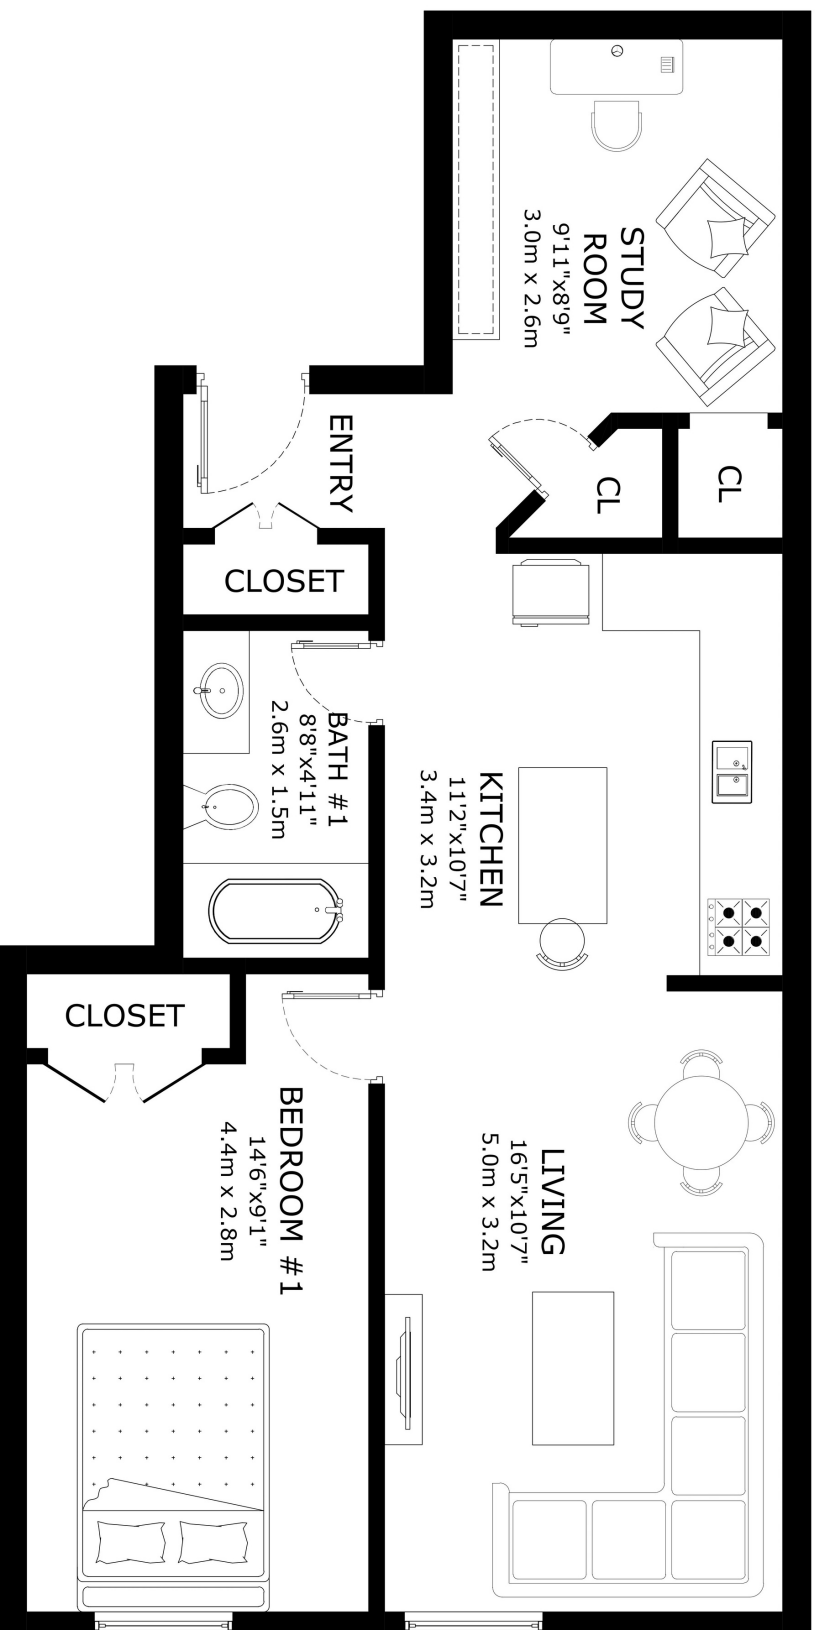 STUDY
ROOM
9'11"x8'9"
3.0m x 2.6m
ENTRY
CL
CL
CLOSET
BATH #1
8'8"x4'11"
2.6m x 1.5m
KITCHEN
11'2"x10'7"
3.4m x 3.2m
CLOSET
BEDROOM #1
14'6"x9'1"
4.4m x 2.8m
LIVING
16'5"x10'7"
5.0m x 3.2m